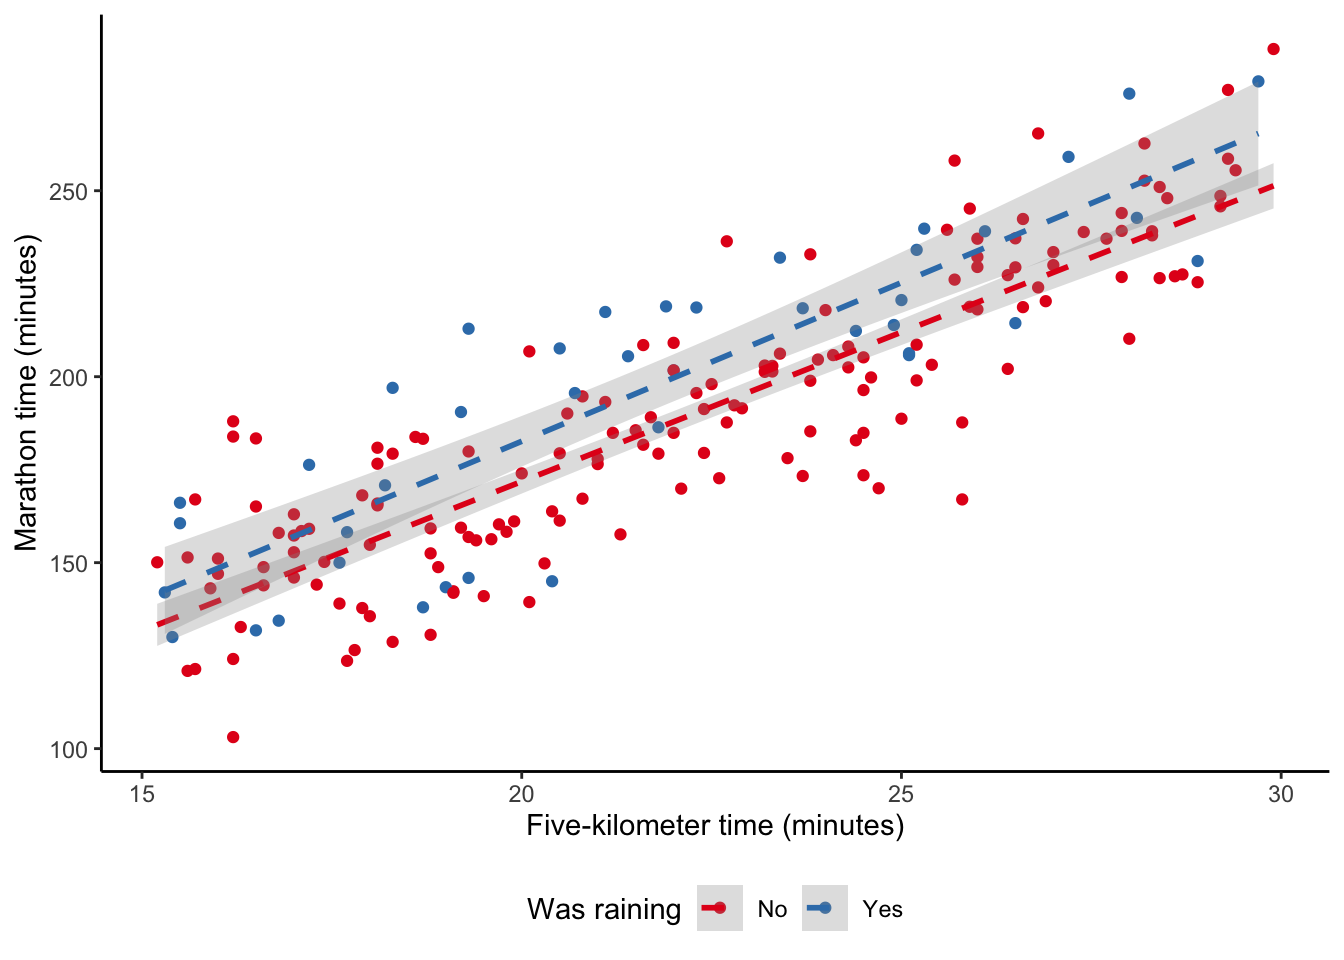 Marathon time (minutes)
250
200
150
100
15 20 25 30
Five-kilometer time (minutes)
Was raining No Yes